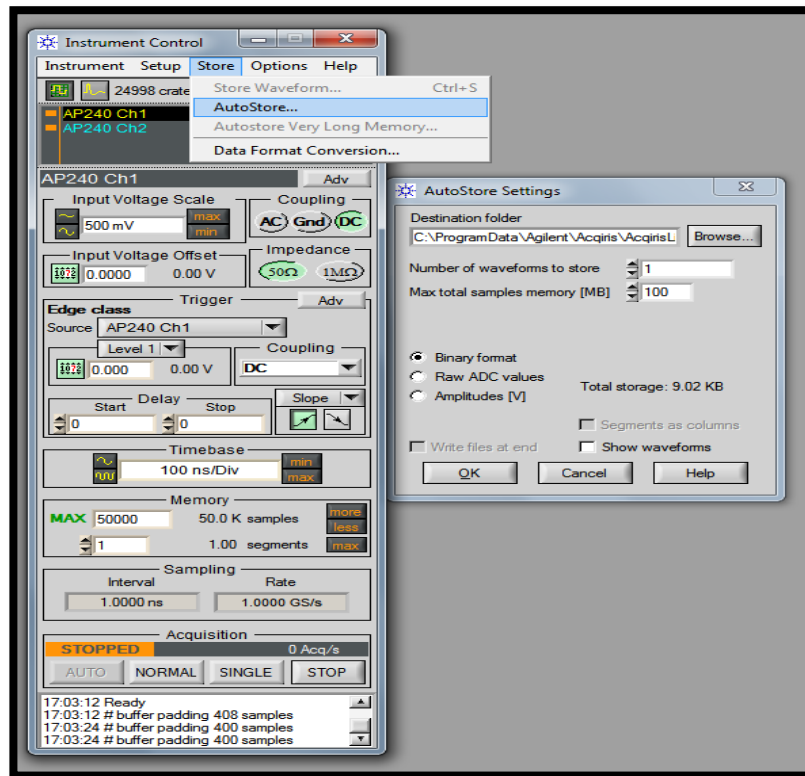 Instrument Control
Instrument Setup Store Options Help
24998 crate
Store Waveform... Ctrl+S
AutoStore...
Autostore Very Long Memory...
Data Format Conversion...
AP240 Ch1
AP240 Ch2
AP240 Ch1 Adv
Input Voltage Scale
500 mV max min
Coupling
AC Gnd DC
Input Voltage Offset
0.0000 0.00 V
Impedance
50Ω 1MΩ
Trigger Adv
Edge class
Source AP240 Ch1
Level 1
0.000 0.00 V
Coupling
DC
Delay
Start Stop
0 0
Slope
Timebase
100 ns/Div min max
Memory
MAX 50000 50.0 K samples more less
1 1.00 segments max
Sampling
Interval Rate
1.0000 ns 1.0000 GS/s
Acquisition
STOPPED 0 Acq/s
AUTO NORMAL SINGLE STOP
17:03:12 Ready
17:03:12 # buffer padding 408 samples
17:03:24 # buffer padding 400 samples
17:03:24 # buffer padding 400 samples
AutoStore Settings
Destination folder
C:\ProgramData\Agilent\Acqiris\AcqirisL Browse...
Number of waveforms to store 1
Max total samples memory [MB] 100
Binary format
Raw ADC values
Amplitudes [V]
Total storage: 9.02 KB
Segments as columns
Write files at end Show waveforms
OK Cancel Help